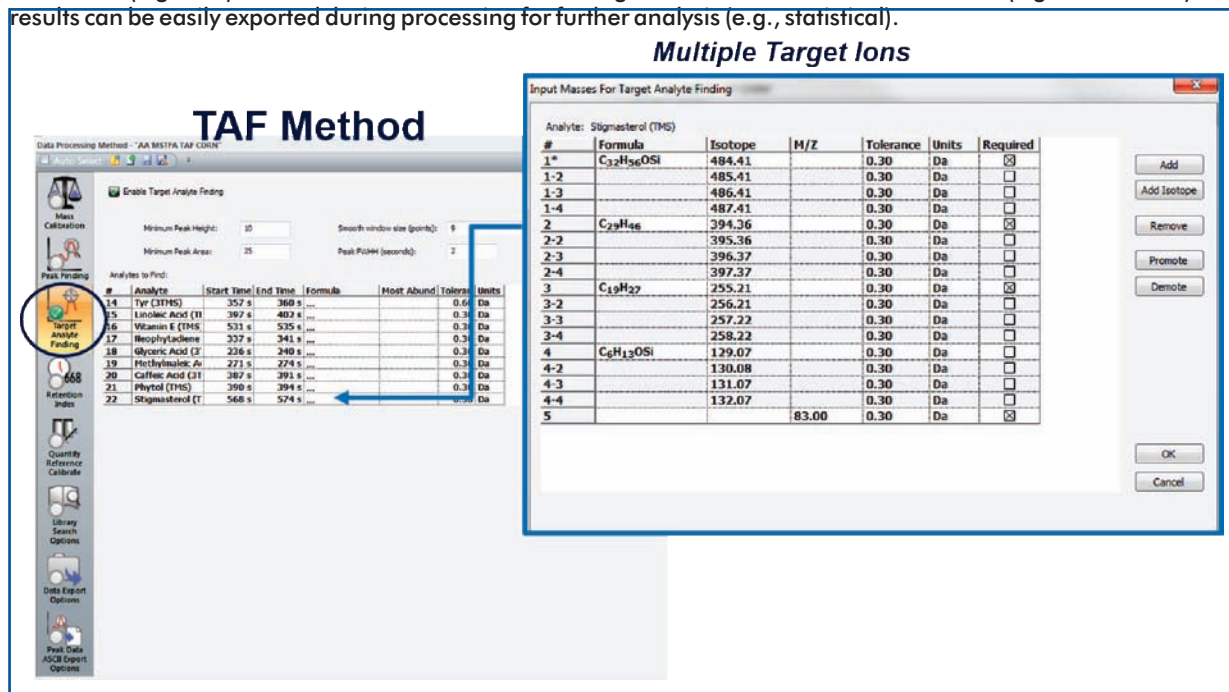 results can be easily exported during processing for further analysis (e.g., statistical).
Multiple Target Ions
TAF Method
Data Processing Method - "AA MSTFA TAF CORN"
Auto Select
Mass Calibration
Peak Finding
Target Analyte Finding
Retention Index
Quantify Reference Calibrate
Library Search Options
Data Export Options
Peak Data ASCII Export Options
Enable Target Analyte Finding
Minimum Peak Height: 10 Smooth window size (points): 9
Minimum Peak Area: 25 Peak FWHH (seconds): 2
Analytes to Find:
# Analyte Start Time End Time Formula Most Abund Tolerar Units
14 Tyr (3TMS) 357 s 360 s ... 0.60 Da
15 Linoleic Acid (TI 397 s 402 s ... 0.30 Da
16 Vitamin E (TMS 531 s 535 s ... 0.30 Da
17 Neophytadiene 337 s 341 s ... 0.30 Da
18 Glyceric Acid (3' 236 s 240 s ... 0.30 Da
19 Methylmaleic A 271 s 274 s ... 0.30 Da
20 Caffeic Acid (3T 387 s 391 s ... 0.30 Da
21 Phytol (TMS) 390 s 394 s ... 0.30 Da
22 Stigmasterol (T 568 s 574 s ... 0.30 Da
Input Masses For Target Analyte Finding
Analyte: Stigmasterol (TMS)
# Formula Isotope M/Z Tolerance Units Required
1* C₃₂H₅₆OSi 484.41 0.30 Da ☒
1-2 485.41 0.30 Da ☐
1-3 486.41 0.30 Da ☐
1-4 487.41 0.30 Da ☐
2 C₂₉H₄₆ 394.36 0.30 Da ☒
2-2 395.36 0.30 Da ☐
2-3 396.37 0.30 Da ☐
2-4 397.37 0.30 Da ☐
3 C₁₉H₂₇ 255.21 0.30 Da ☒
3-2 256.21 0.30 Da ☐
3-3 257.22 0.30 Da ☐
3-4 258.22 0.30 Da ☐
4 C₆H₁₃OSi 129.07 0.30 Da ☐
4-2 130.08 0.30 Da ☐
4-3 131.07 0.30 Da ☐
4-4 132.07 0.30 Da ☐
5 83.00 0.30 Da ☒
Add
Add Isotope
Remove
Promote
Demote
OK
Cancel